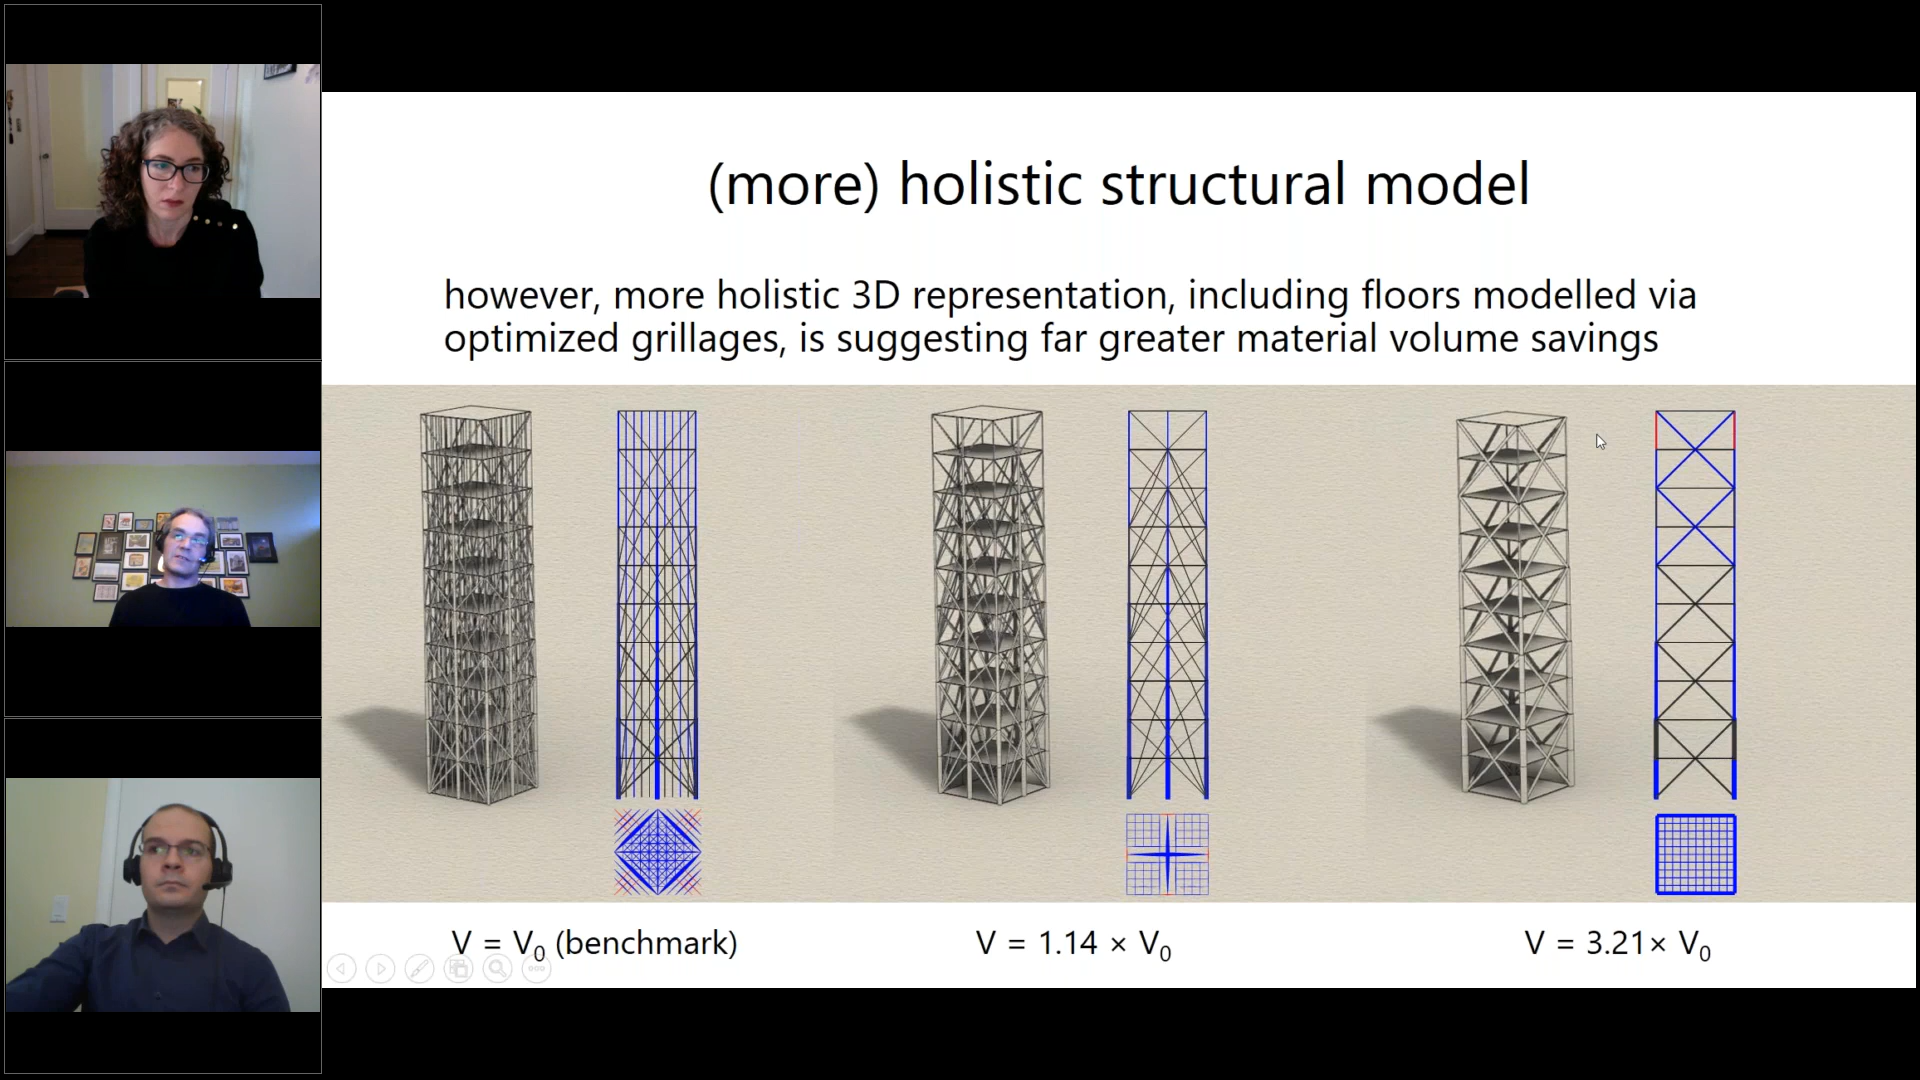 (more) holistic structural model
however, more holistic 3D representation, including floors modelled via
optimized grillages, is suggesting far greater material volume savings
V = V₀ (benchmark)
V = 1.14 × V₀
V = 3.21× V₀